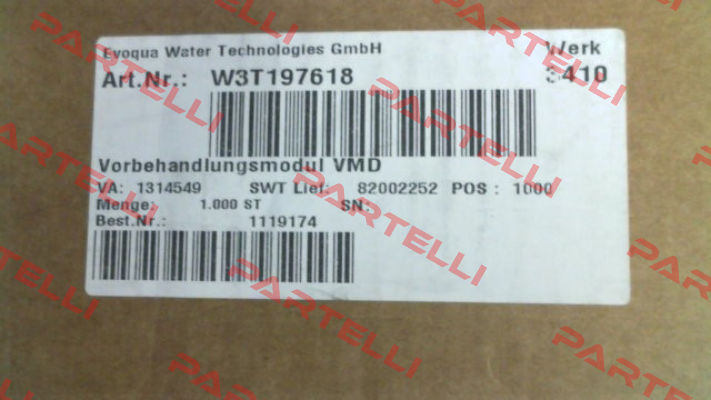 Evoqua Water Technologies GmbH Werk
Art.Nr.: W3T197618 3410
Vorbehandlungsmodul VMD
VA: 1314549 SWT Lief: 82002252 POS : 1000
Menge: 1.000 ST SN:
Best.Nr.: 1119174
PARTELLI
PARTELLI
PARTELLI
PARTELLI
PARTELLI
PARTELLI
PARTELLI
PARTELLI